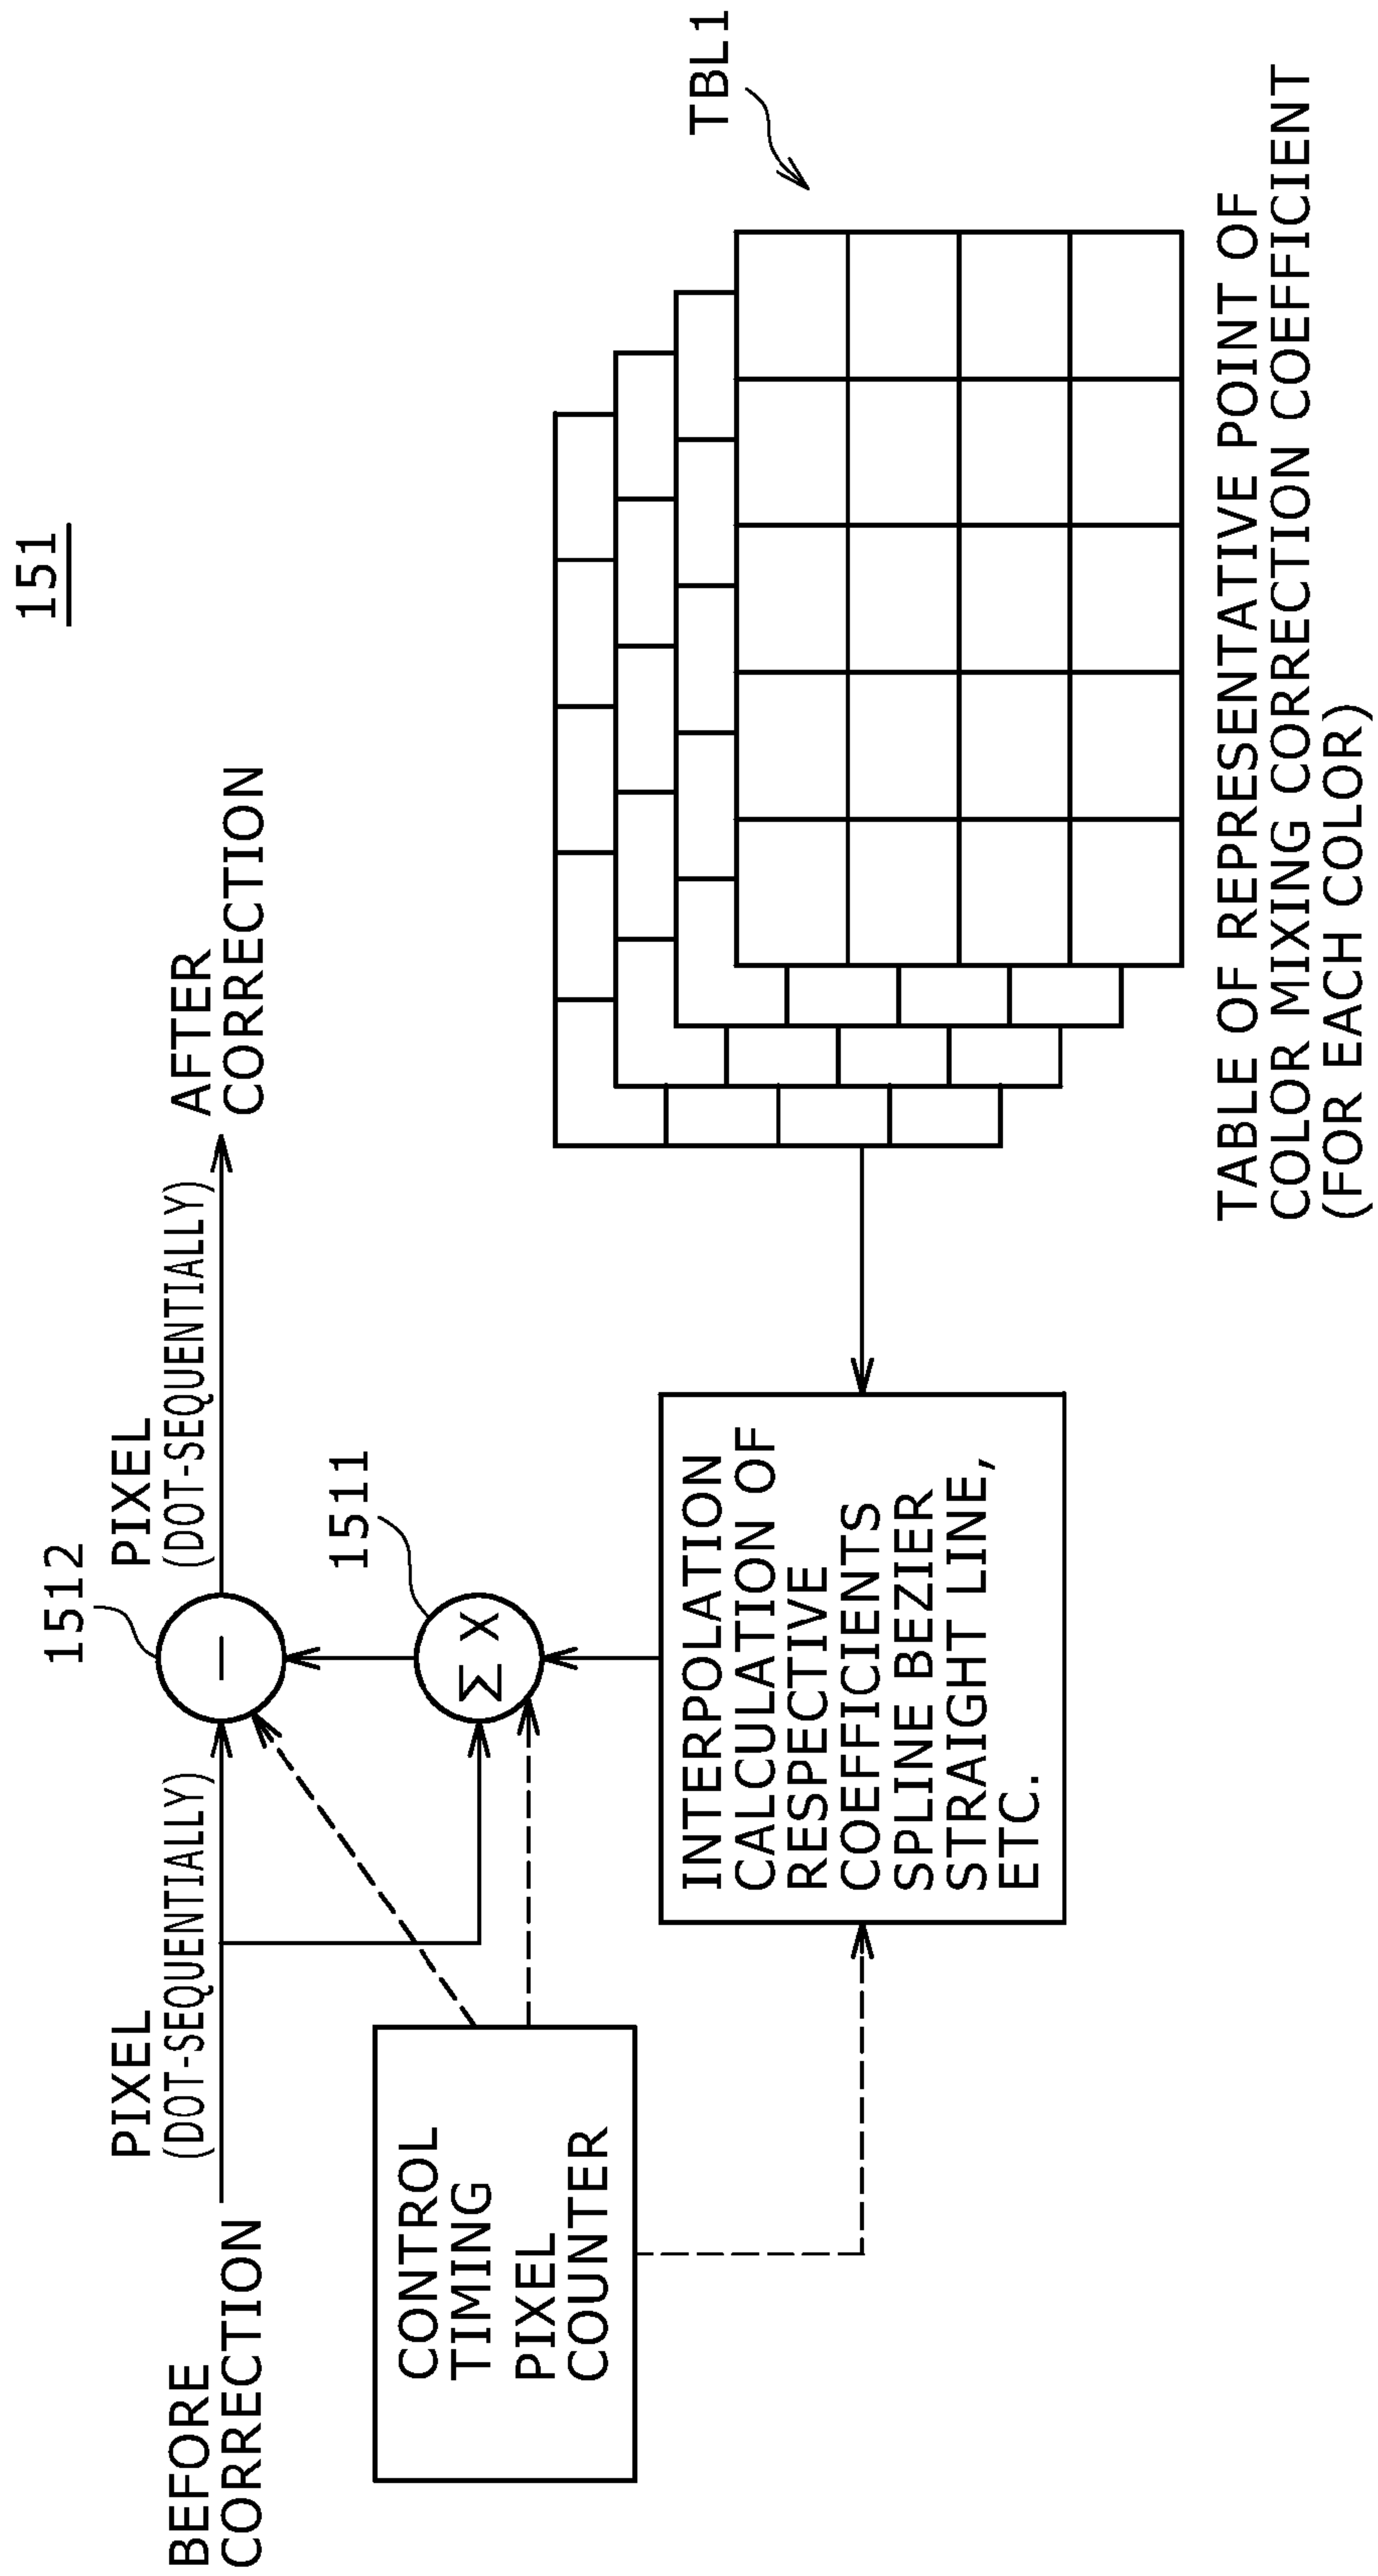 151
BEFORE
CORRECTION
PIXEL
(DOT-SEQUENTIALLY)
1512
PIXEL
(DOT-SEQUENTIALLY)
AFTER
CORRECTION
−
1511
Σ X
CONTROL
TIMING
PIXEL
COUNTER
INTERPOLATION
CALCULATION OF
RESPECTIVE
COEFFICIENTS
SPLINE BEZIER
STRAIGHT LINE,
ETC.
TBL1
TABLE OF REPRESENTATIVE POINT OF
COLOR MIXING CORRECTION COEFFICIENT
(FOR EACH COLOR)